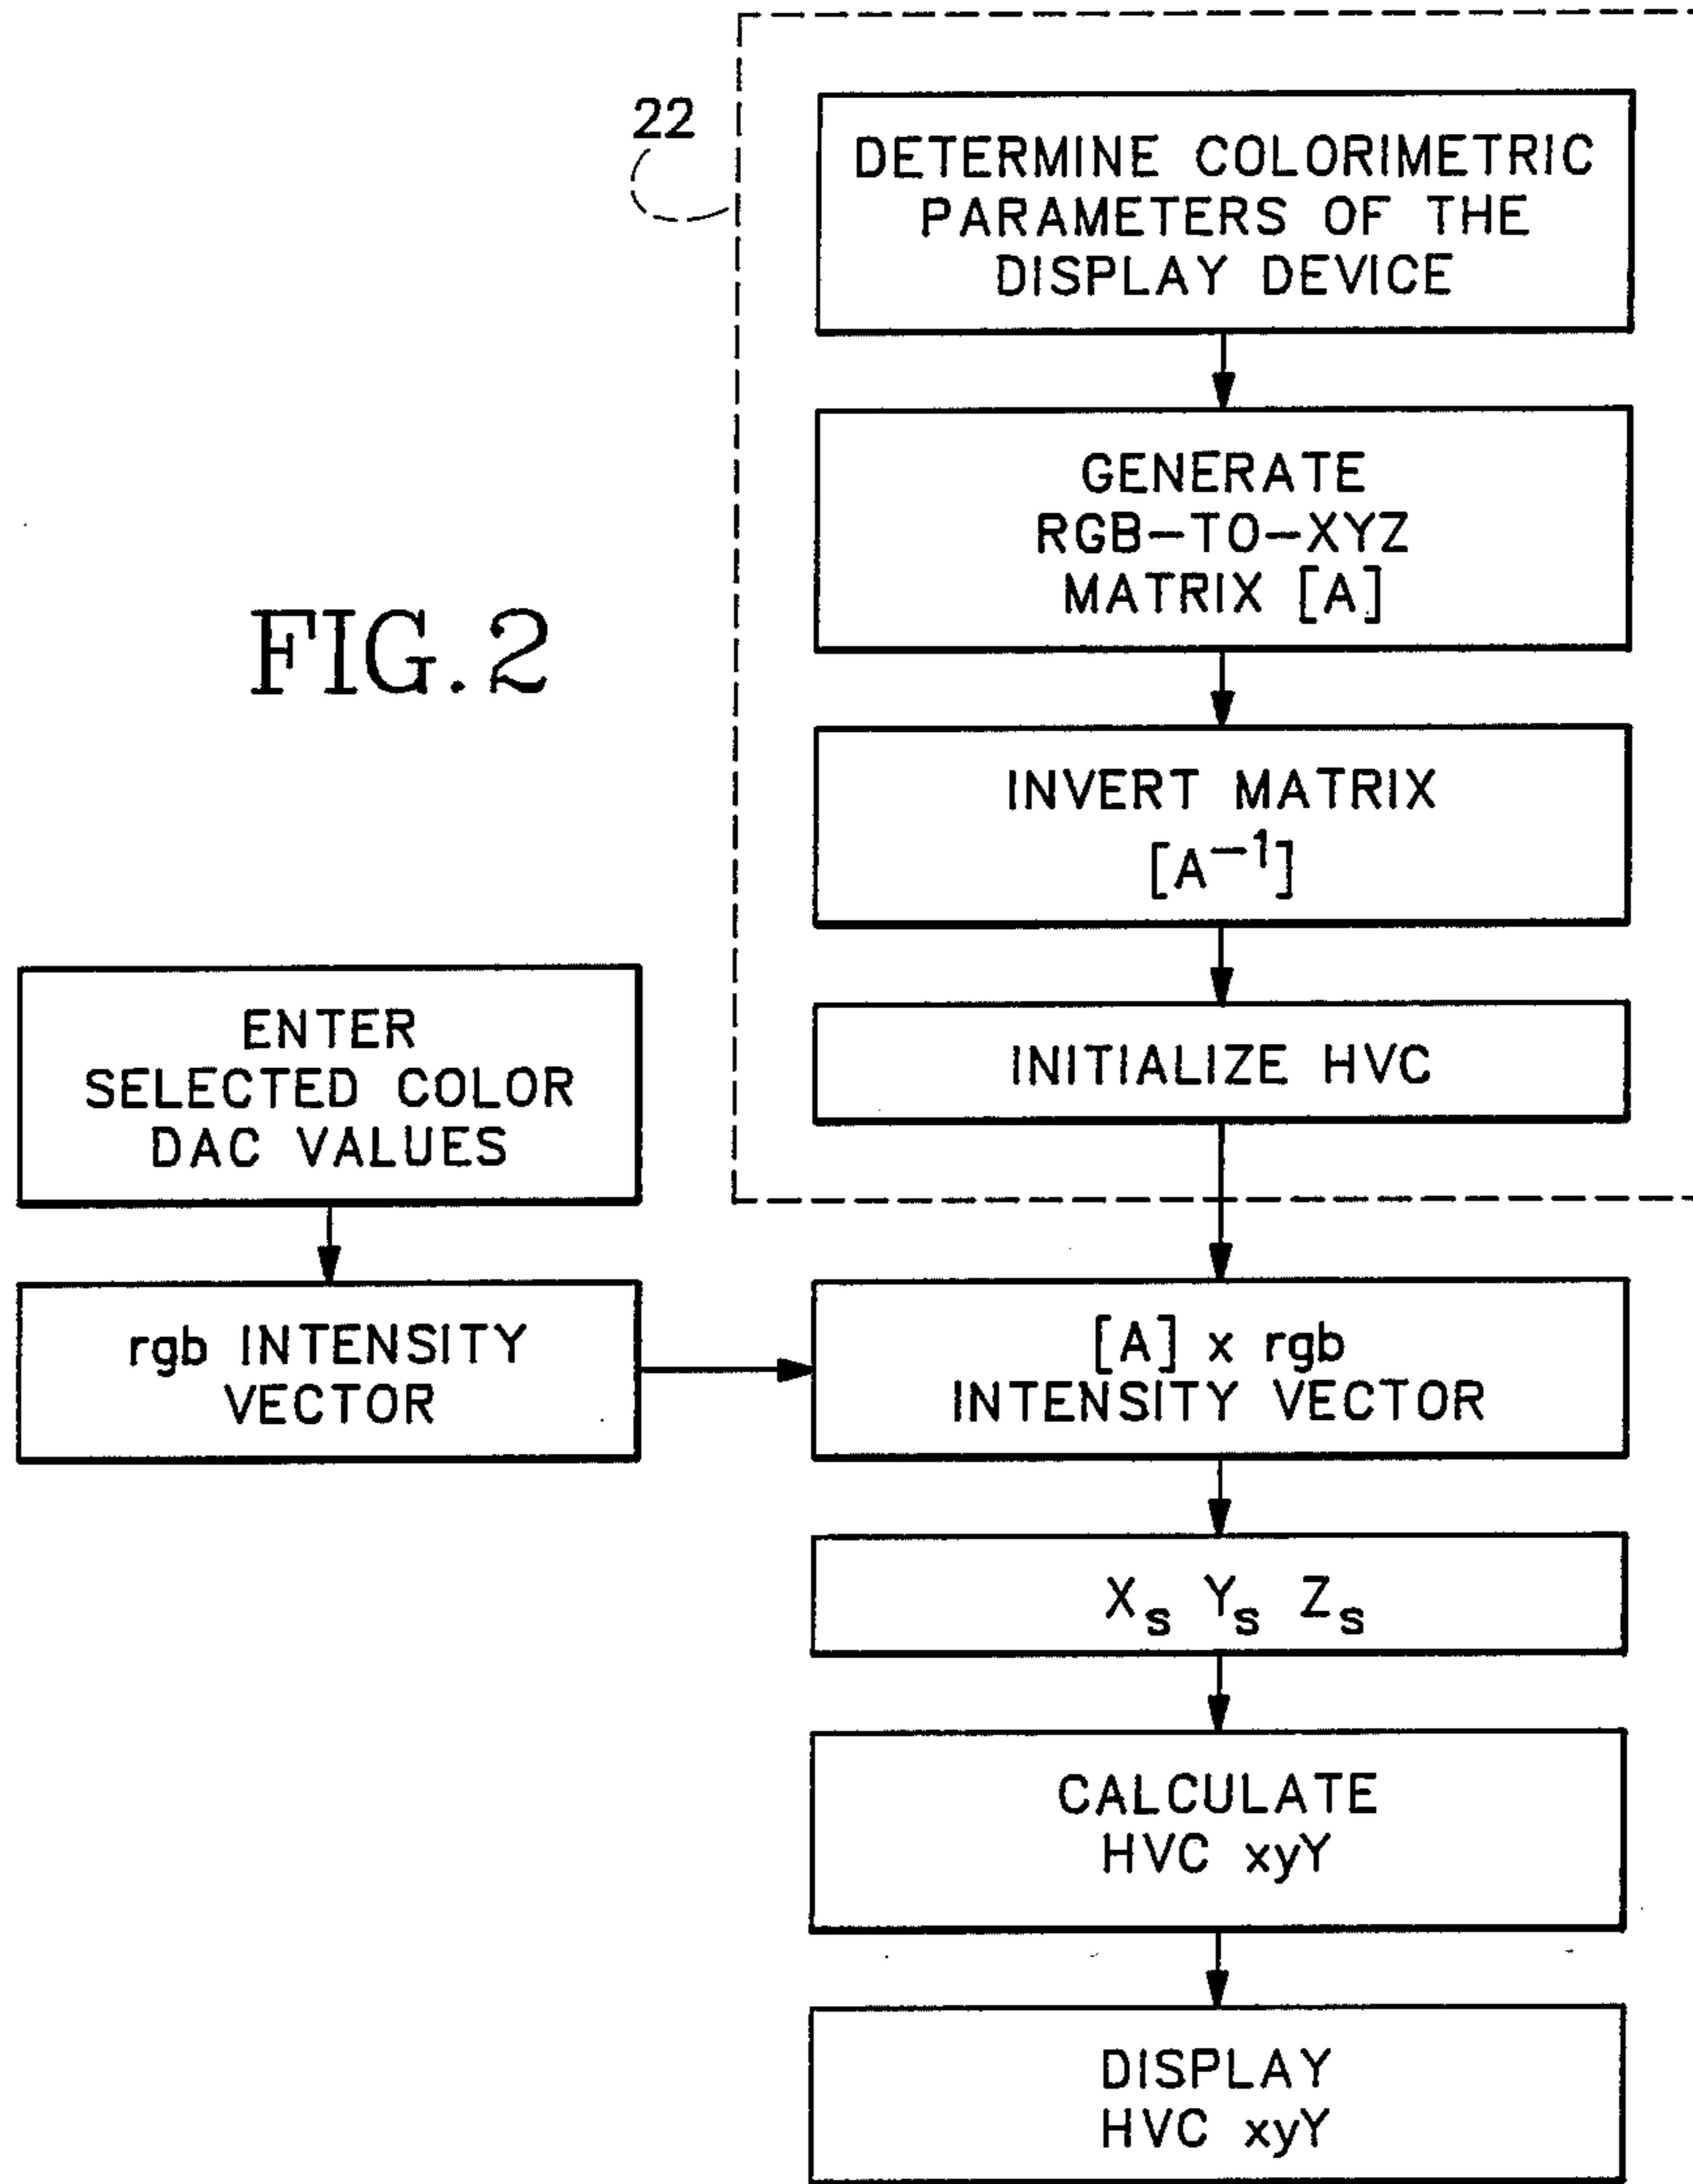 22
DETERMINE COLORIMETRIC
PARAMETERS OF THE
DISPLAY DEVICE
GENERATE
RGB-TO-XYZ
MATRIX [A]
FIG. 2
INVERT MATRIX
[A⁻¹]
INITIALIZE HVC
ENTER
SELECTED COLOR
DAC VALUES
rgb INTENSITY
VECTOR
[A] x rgb
INTENSITY VECTOR
Xₛ Yₛ Zₛ
CALCULATE
HVC xyY
DISPLAY
HVC xyY